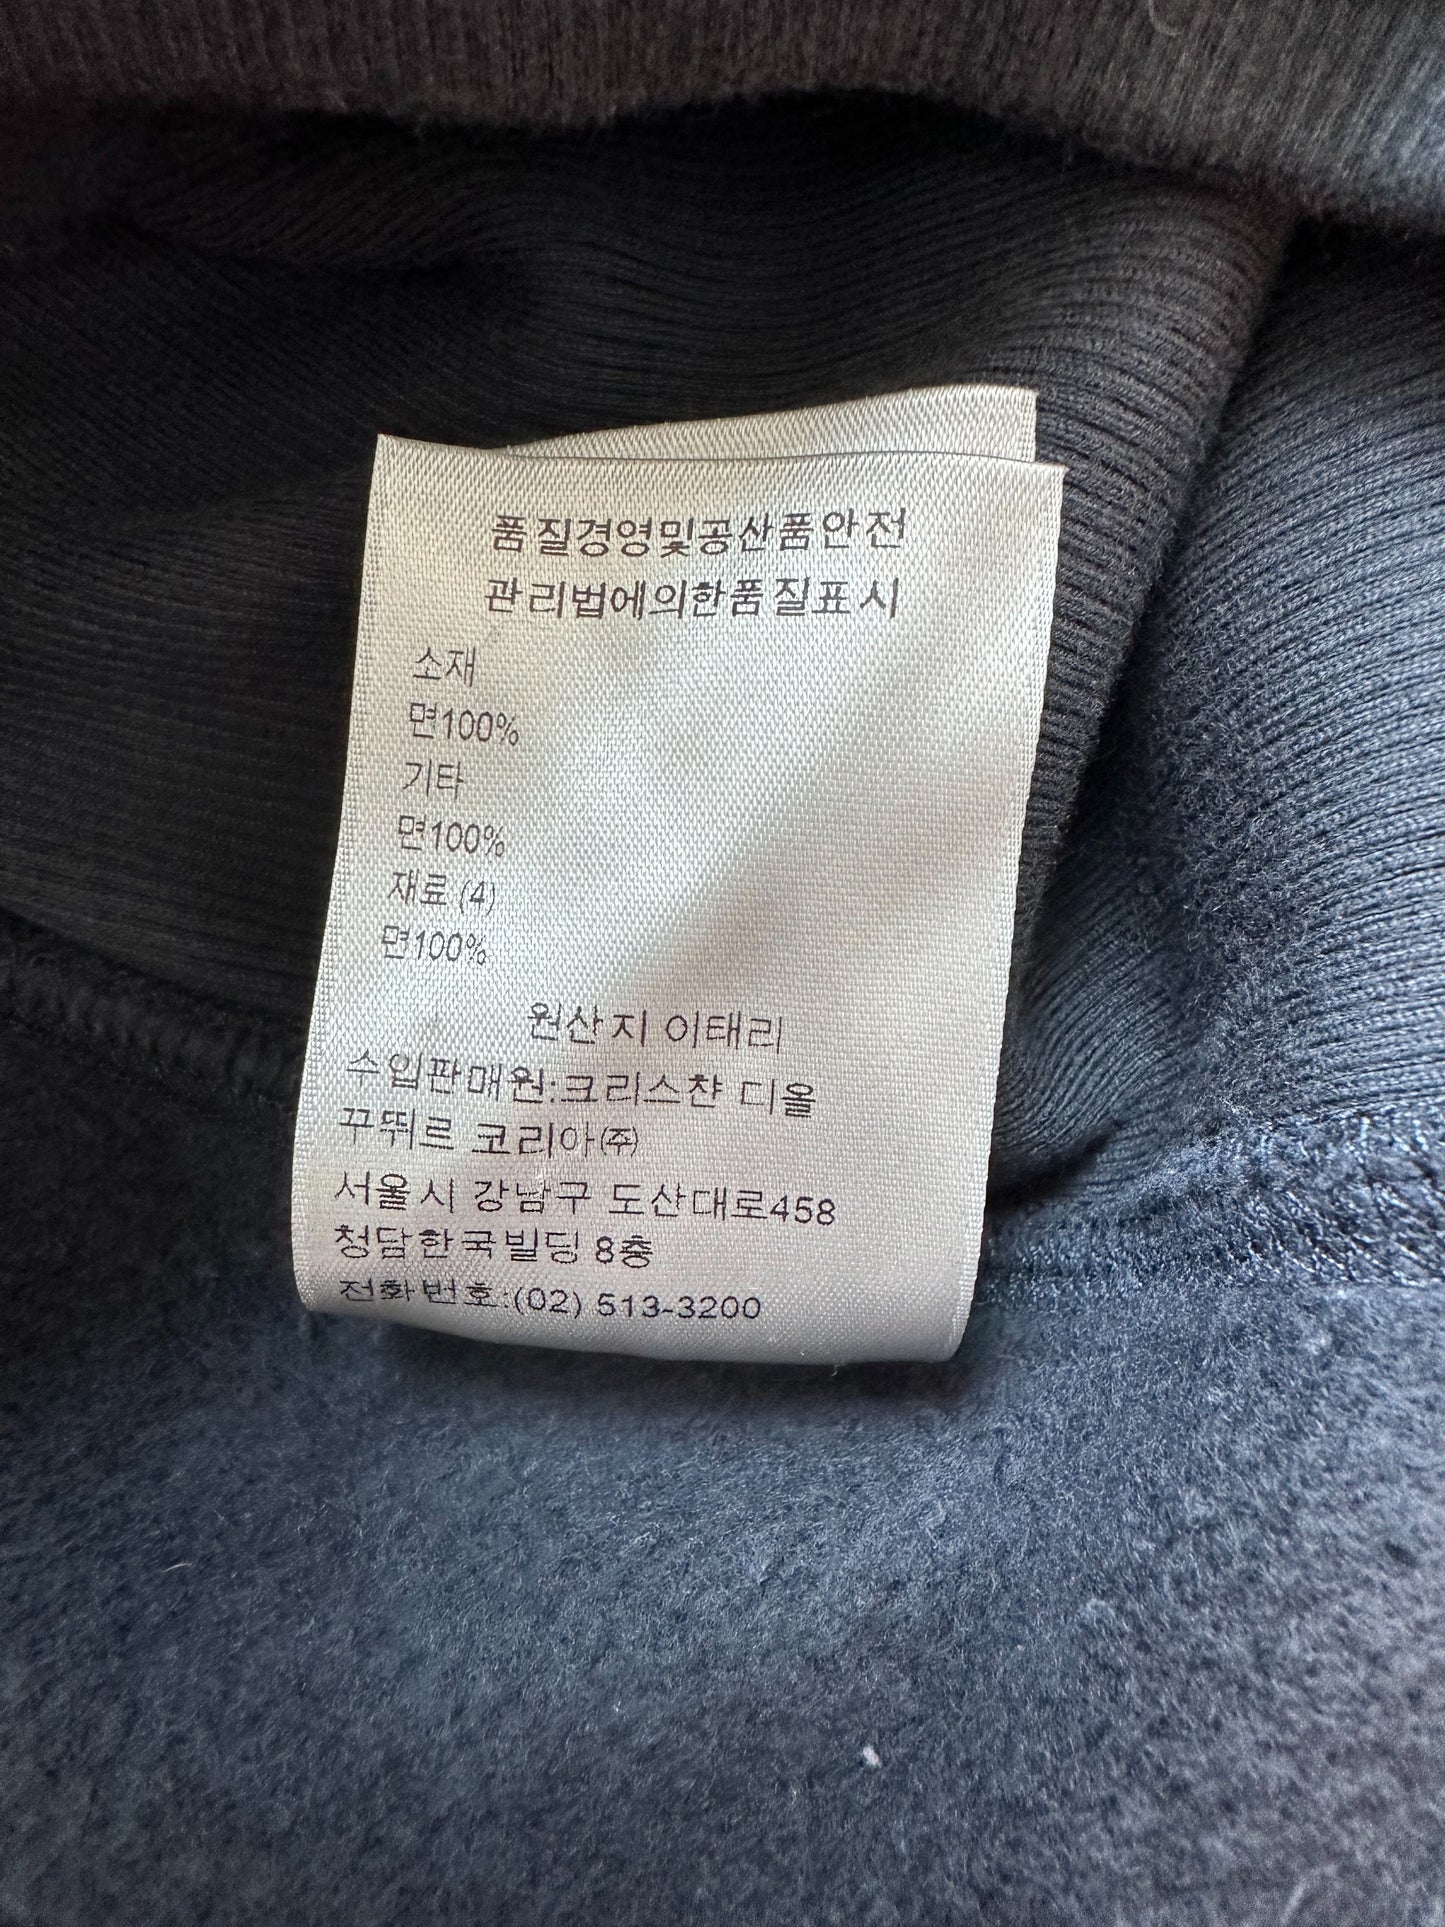 품질경영및공산품안전
관리법에의한품질표시
소재
면100%
기타
면100%
재료 (4)
면100%
원산지 이태리
수입판매원:크리스챤 디올
꾸뛰르 코리아㈜
서울시 강남구 도산대로458
청담한국빌딩 8층
전화번호:(02) 513-3200